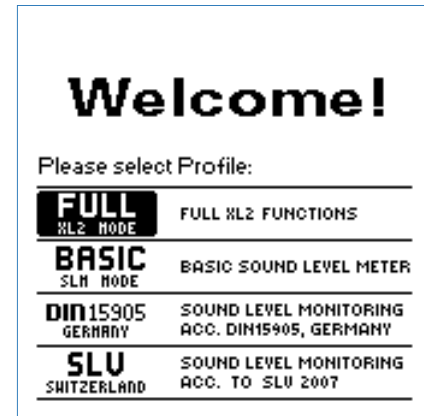 Welcome!
Please select Profile:
FULL
XL2 MODE
FULL XL2 FUNCTIONS
BASIC
SLM MODE
BASIC SOUND LEVEL METER
DIN15905
GERMANY
SOUND LEVEL MONITORING
ACC. DIN15905, GERMANY
SLV
SWITZERLAND
SOUND LEVEL MONITORING
ACC. TO SLV 2007